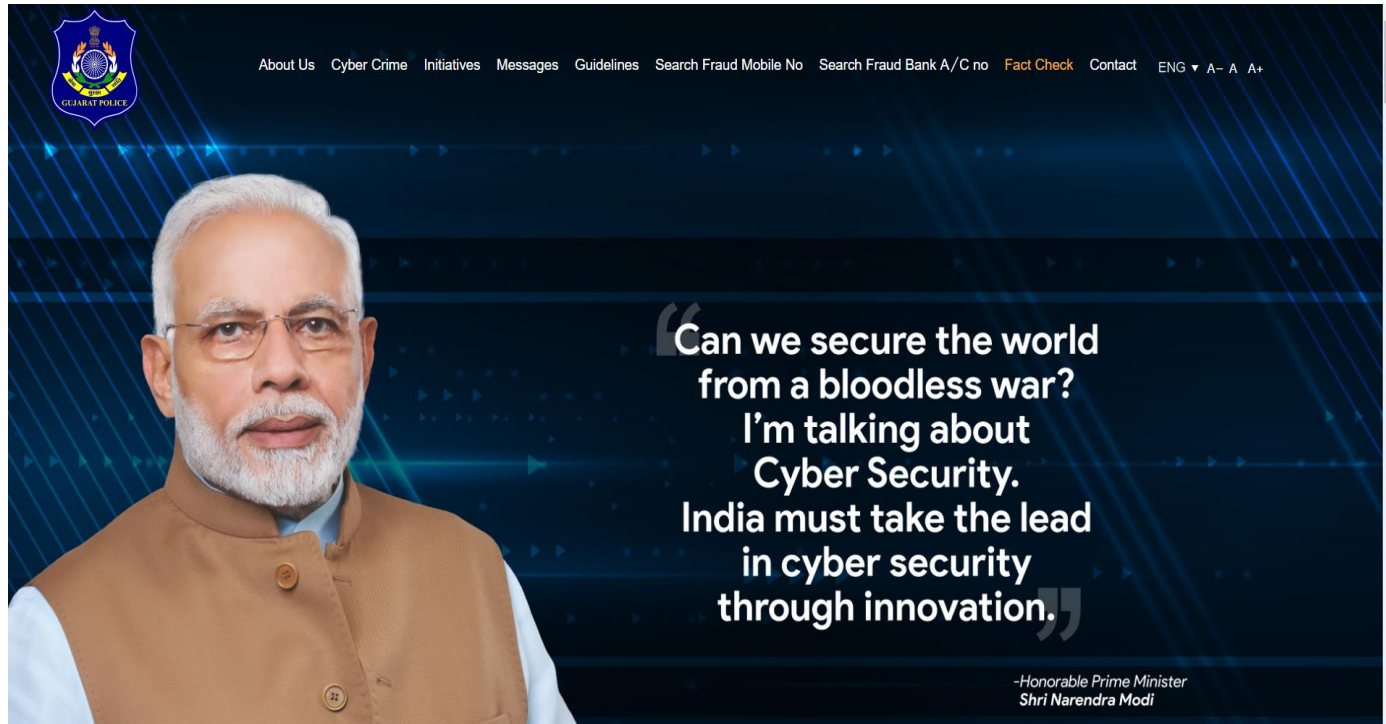 About Us Cyber Crime Initiatives Messages Guidelines Search Fraud Mobile No Search Fraud Bank A/C no Fact Check Contact ENG ▼ A– A A+
GUJARAT POLICE
“Can we secure the world
from a bloodless war?
I’m talking about
Cyber Security.
India must take the lead
in cyber security
through innovation.”
-Honorable Prime Minister
Shri Narendra Modi